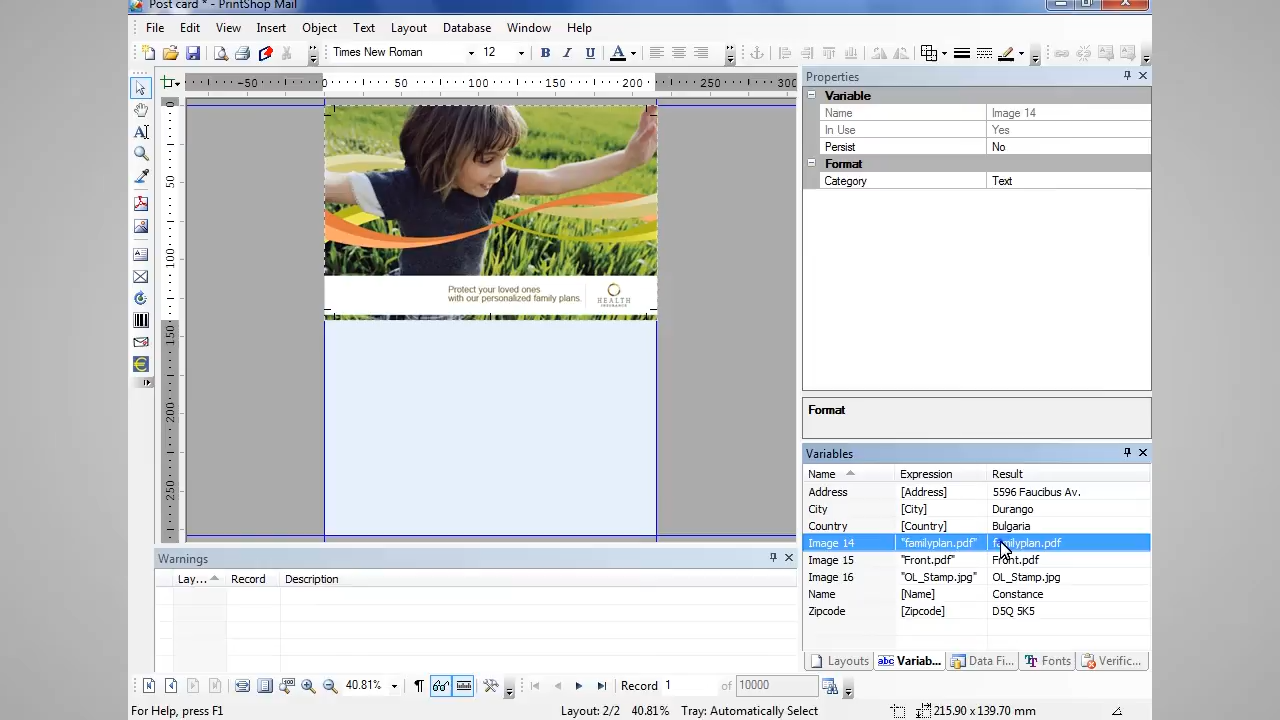 Post card * - PrintShop Mail
File Edit View Insert Object Text Layout Database Window Help
Times New Roman 12 B I U A
−50 0 50 100 150 200 250 300
0
50
100
150
200
250
Protect your loved ones
with our personalized family plans.
HEALTH
INSURANCE
Properties
Variable
Name Image 14
In Use Yes
Persist No
Format
Category Text
Format
Variables
Name Expression Result
Address [Address] 5596 Faucibus Av.
City [City] Durango
Country [Country] Bulgaria
Image 14 "familyplan.pdf" familyplan.pdf
Image 15 "Front.pdf" Front.pdf
Image 16 "OL_Stamp.jpg" OL_Stamp.jpg
Name [Name] Constance
Zipcode [Zipcode] D5Q 5K5
Layouts abc Variab... Data Fi... Fonts Verific...
Warnings
Lay... Record Description
40.81% Record 1 of 10000
For Help, press F1 Layout: 2/2 40.81% Tray: Automatically Select 215.90 x 139.70 mm